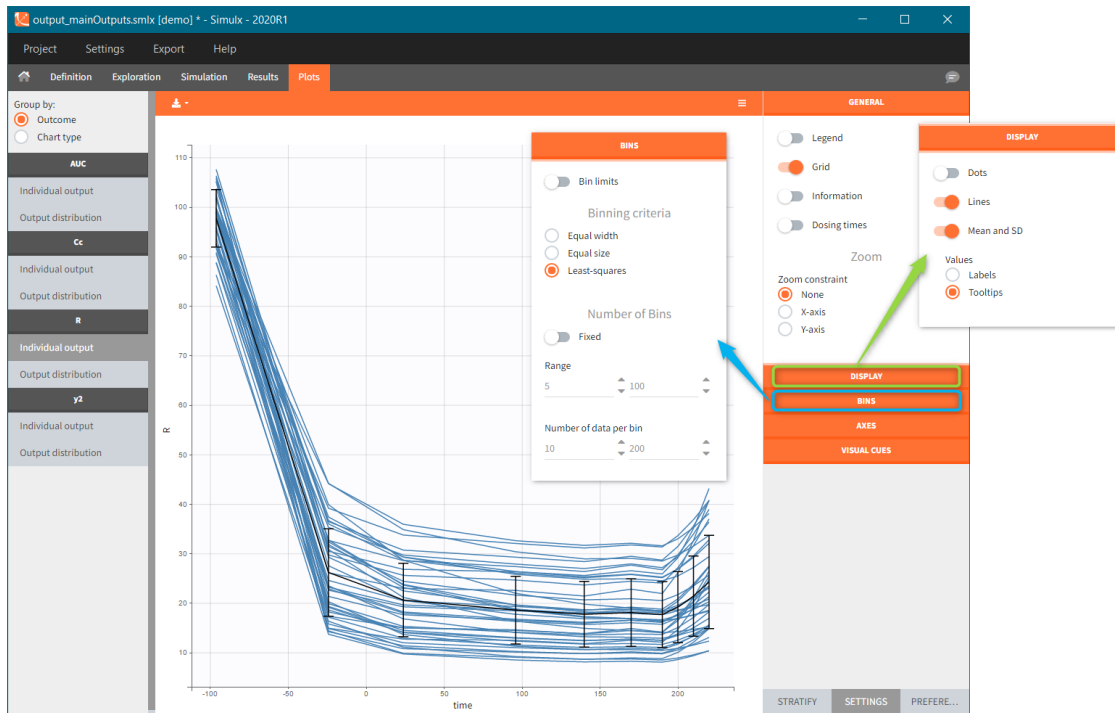 output_mainOutputs.smlx [demo] * - Simulx - 2020R1
Project Settings Export Help
Definition Exploration Simulation Results Plots
Group by:
Outcome
Chart type
AUC
Individual output
Output distribution
Cc
Individual output
Output distribution
R
Individual output
Output distribution
y2
Individual output
Output distribution
110
100
90
80
70
60
50
40
30
20
10
R
-100 -50 0 50 100 150 200
time
BINS
Bin limits
Binning criteria
Equal width
Equal size
Least-squares
Number of Bins
Fixed
Range
5 100
Number of data per bin
10 200
GENERAL
Legend
Grid
Information
Dosing times
Zoom
Zoom constraint
None
X-axis
Y-axis
DISPLAY
BINS
AXES
VISUAL CUES
STRATIFY SETTINGS PREFERE...
DISPLAY
Dots
Lines
Mean and SD
Values
Labels
Tooltips